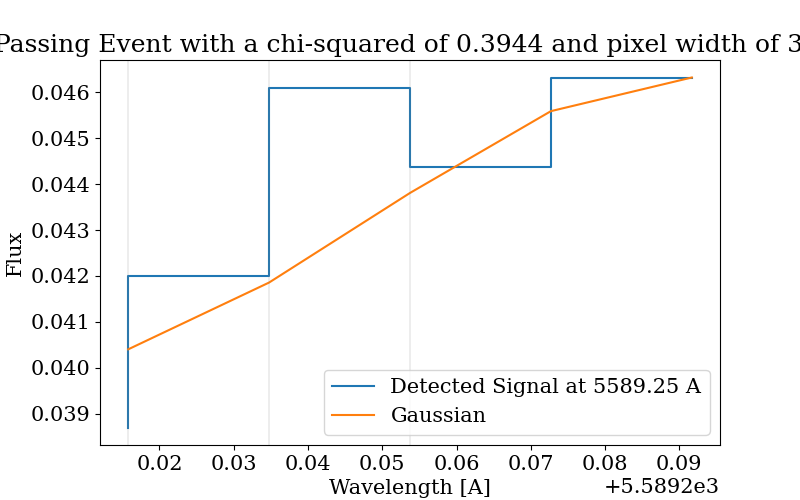 Passing Event with a chi-squared of 0.3944 and pixel width of 3
0.046
0.045
0.044
0.043
0.042
0.041
0.040
0.039
Flux
Detected Signal at 5589.25 A
Gaussian
0.02 0.03 0.04 0.05 0.06 0.07 0.08 0.09
Wavelength [A]
+5.5892e3